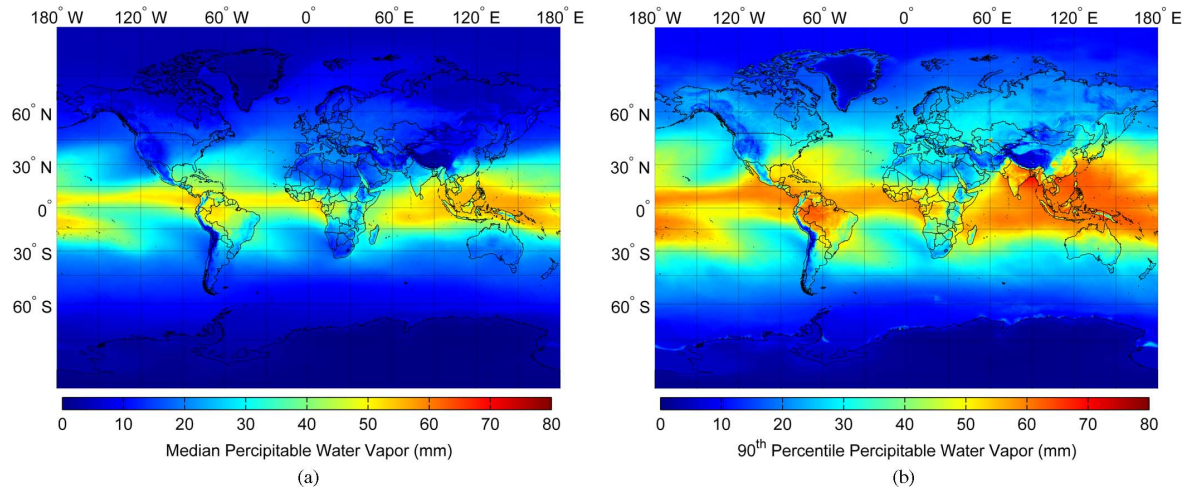 180° W 120° W 60° W 0° 60° E 120° E 180° E
60° N
30° N
0°
30° S
60° S
0 10 20 30 40 50 60 70 80
Median Percipitable Water Vapor (mm)
(a)
180° W 120° W 60° W 0° 60° E 120° E 180° E
60° N
30° N
0°
30° S
60° S
0 10 20 30 40 50 60 70 80
90th Percentile Percipitable Water Vapor (mm)
(b)